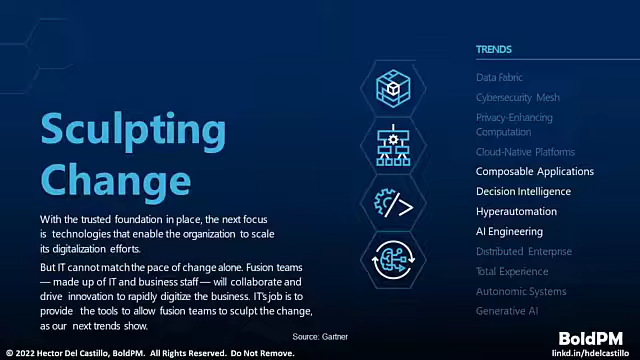 Sculpting
Change
With the trusted foundation in place, the next focus
is technologies that enable the organization to scale
its digitalization efforts.
But IT cannot match the pace of change alone. Fusion teams
— made up of IT and business staff — will collaborate and
drive innovation to rapidly digitize the business. IT's job is to
provide the tools to allow fusion teams to sculpt the change,
as our next trends show.
TRENDS
Data Fabric
Cybersecurity Mesh
Privacy-Enhancing
Computation
Cloud-Native Platforms
Composable Applications
Decision Intelligence
Hyperautomation
AI Engineering
Distributed Enterprise
Total Experience
Autonomic Systems
Generative AI
Source: Gartner
BoldPM
© 2022 Hector Del Castillo, BoldPM. All Rights Reserved. Do Not Remove.
linkd.in/hdelcastillo